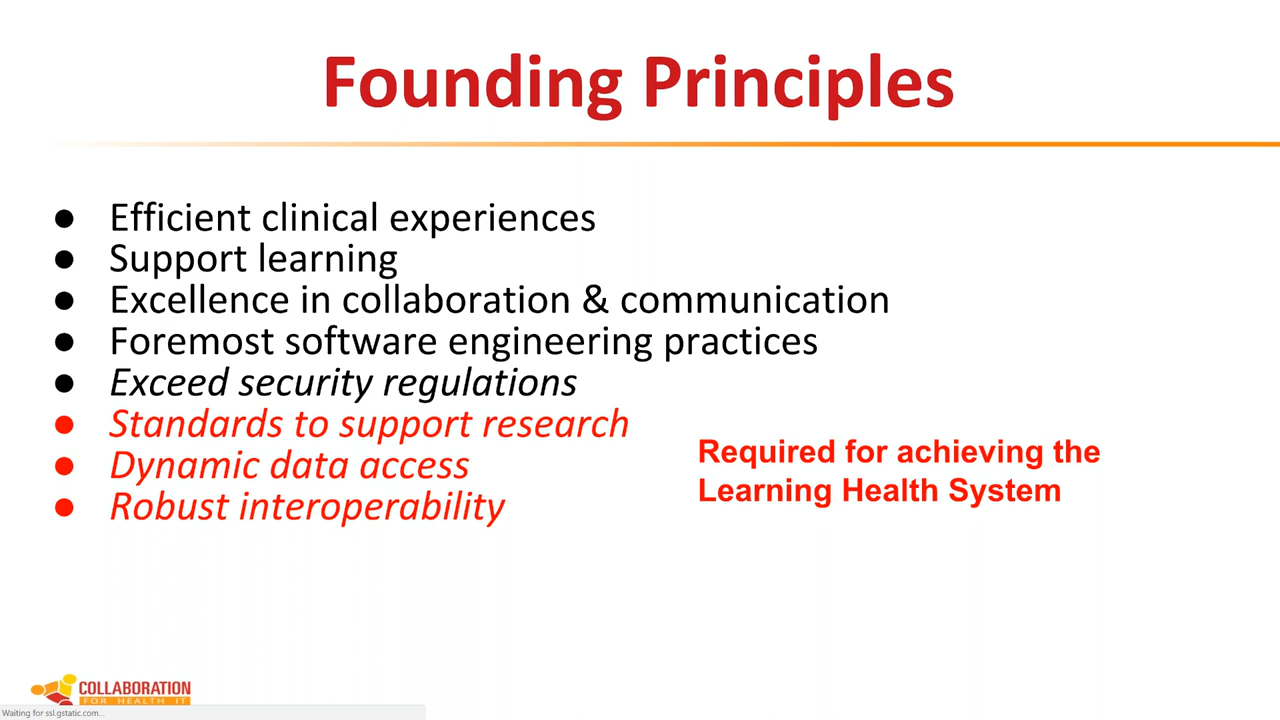 Founding Principles
● Efficient clinical experiences
● Support learning
● Excellence in collaboration & communication
● Foremost software engineering practices
● Exceed security regulations
● Standards to support research
● Dynamic data access
● Robust interoperability
Required for achieving the
Learning Health System
COLLABORATION
FOR HEALTH IT
Waiting for ssl.gstatic.com...